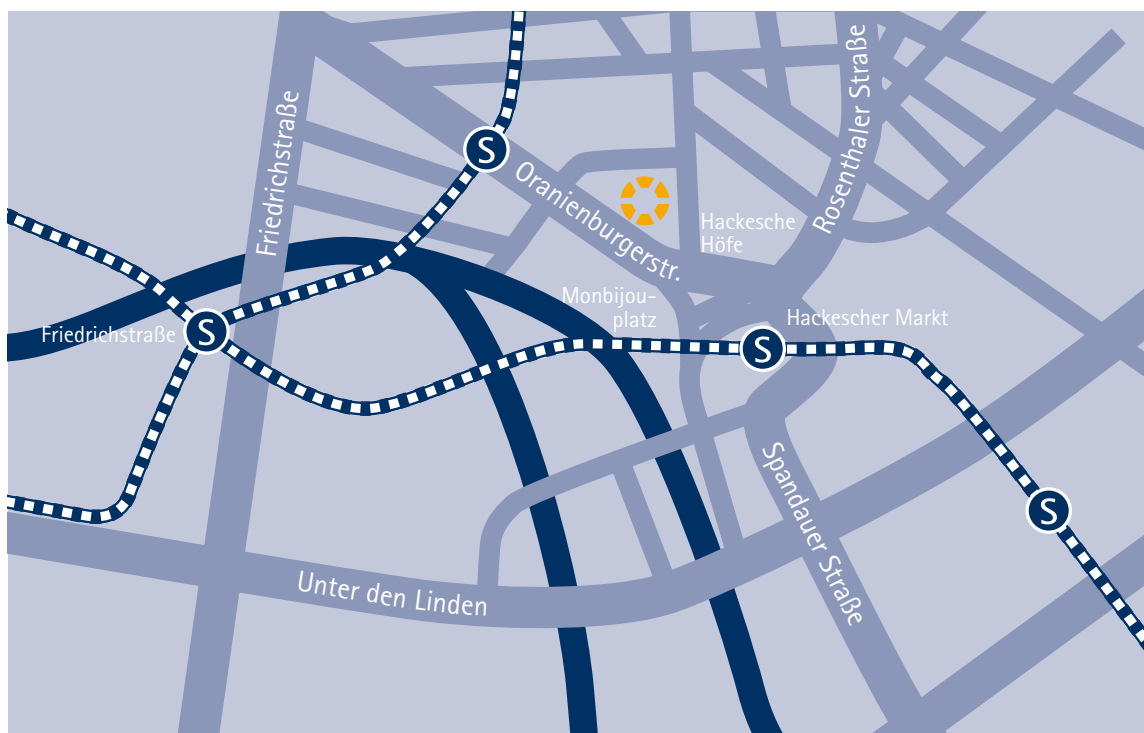 S
Friedrichstraße
Oranienburgerstr.
Rosenthaler Straße
Hackesche
Höfe
Monbijou-
platz
Friedrichstraße
S
Hackescher Markt
S
Spandauer Straße
S
Unter den Linden